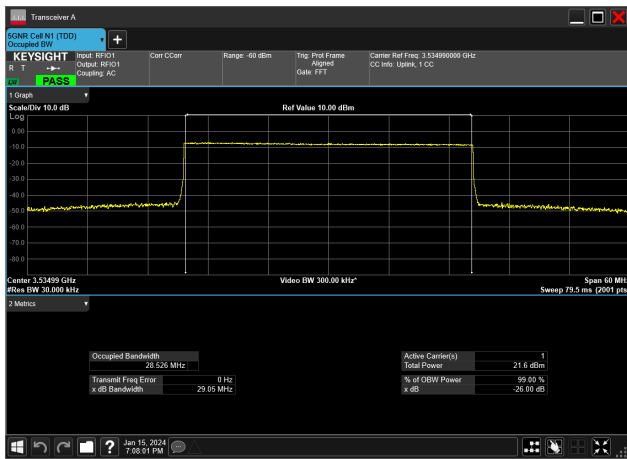 Transceiver A
5GNR Cell N1 (TDD)
Occupied BW
KEYSIGHT
R T
LNI
PASS
Input: RFIO1
Output: RFIO1
Coupling: AC
Corr CCorr
Range: -60 dBm
Trig: Prot Frame
Aligned
Gate: FFT
Carrier Ref Freq: 3.534990000 GHz
CC Info: Uplink, 1 CC
1 Graph
Scale/Div 10.0 dB
Ref Value 10.00 dBm
Log
0.00
-10.0
-20.0
-30.0
-40.0
-50.0
-60.0
-70.0
-80.0
Center 3.53499 GHz
Video BW 300.00 kHz*
Span 60 MH
#Res BW 30.000 kHz
Sweep 79.5 ms (2001 pts
2 Metrics
Occupied Bandwidth
28.526 MHz
Transmit Freq Error 0 Hz
x dB Bandwidth 29.05 MHz
Active Carrier(s) 1
Total Power 21.6 dBm
% of OBW Power 99.00 %
x dB -26.00 dB
Jan 15, 2024
7:08:01 PM